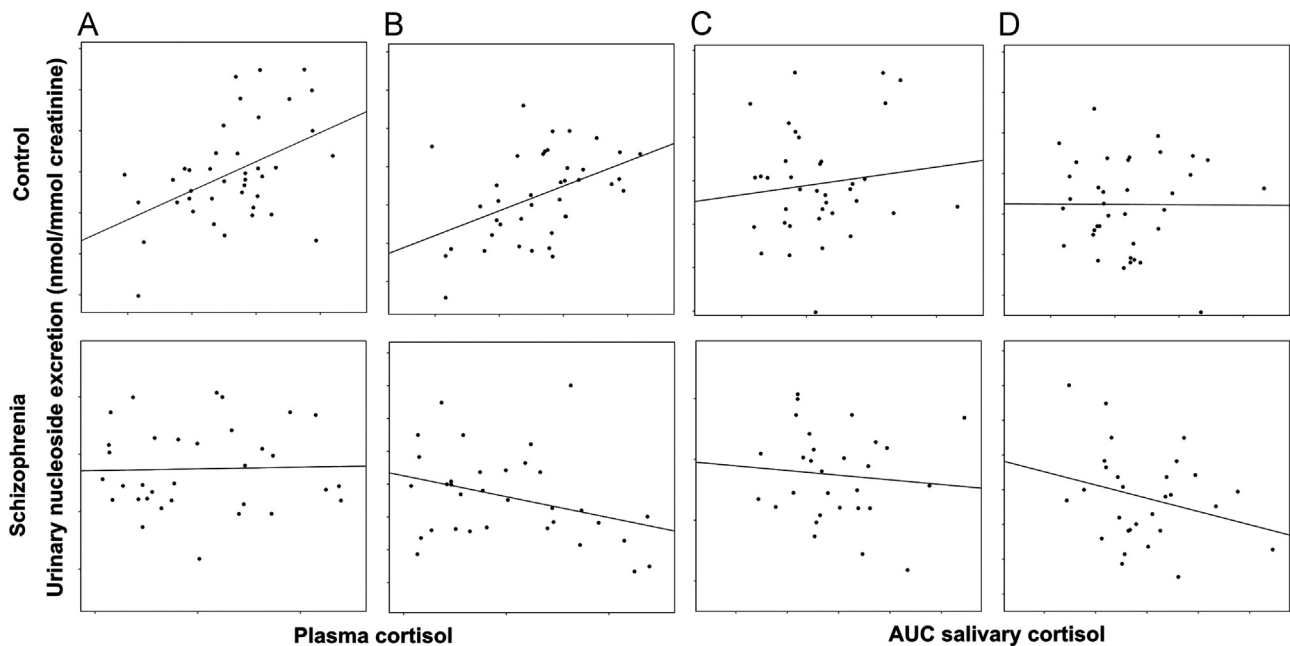 A
B
C
D
Control
Schizophrenia
Urinary nucleoside excretion (nmol/mmol creatinine)
Plasma cortisol
AUC salivary cortisol